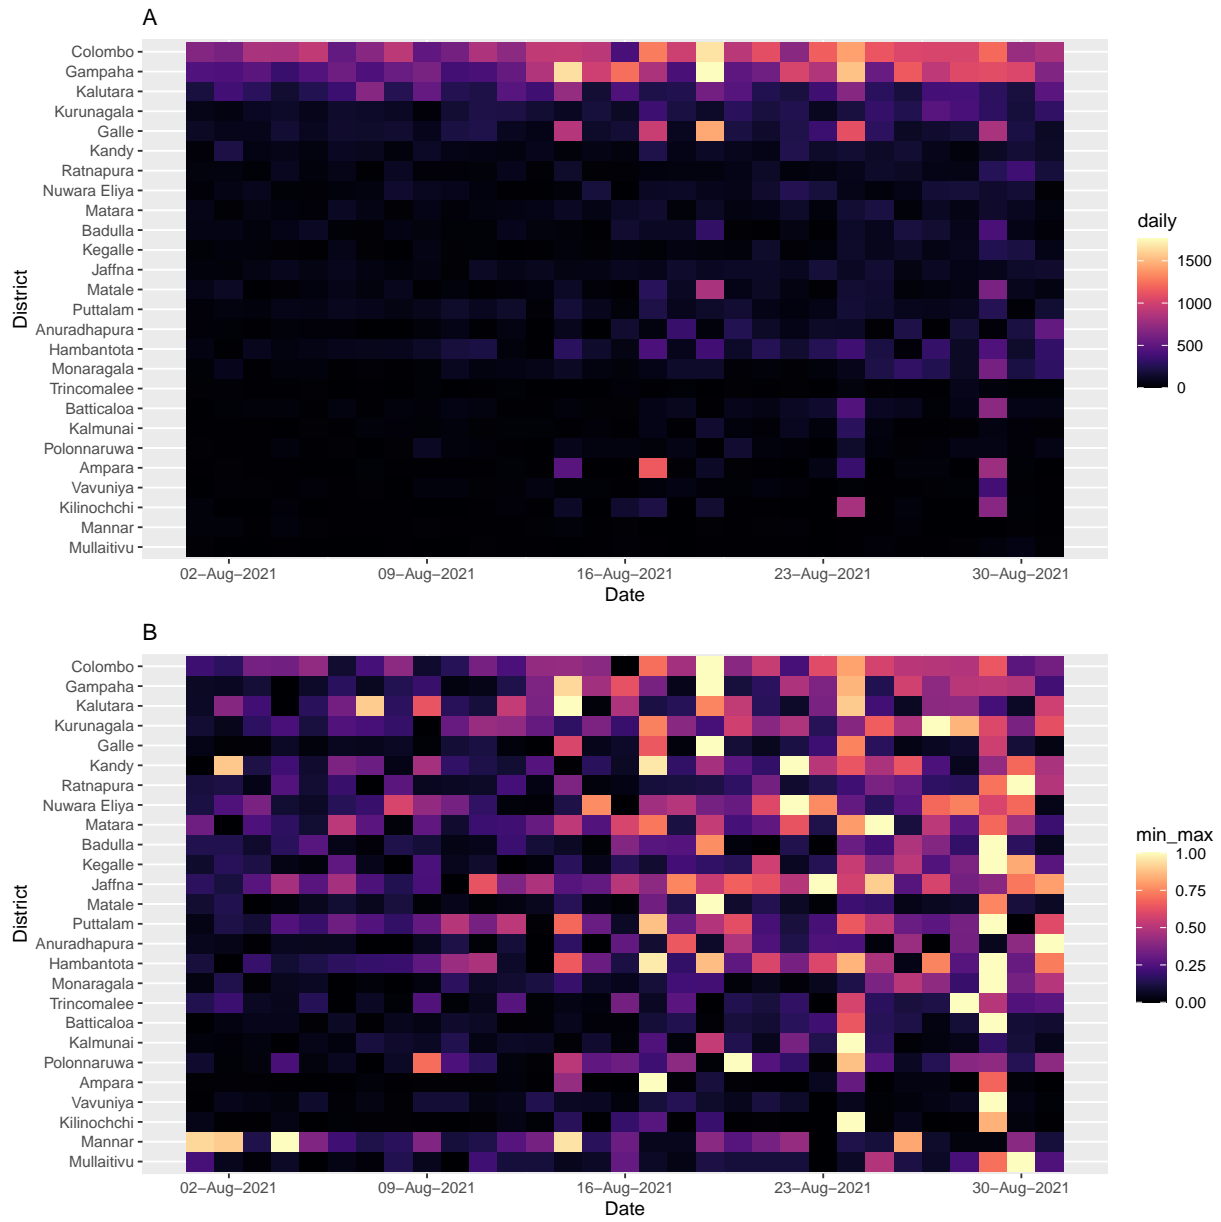 A
District
Colombo
Gampaha
Kalutara
Kurunagala
Galle
Kandy
Ratnapura
Nuwara Eliya
Matara
Badulla
Kegalle
Jaffna
Matale
Puttalam
Anuradhapura
Hambantota
Monaragala
Trincomalee
Batticaloa
Kalmunai
Polonnaruwa
Ampara
Vavuniya
Kilinochchi
Mannar
Mullaitivu
02−Aug−2021 09−Aug−2021 16−Aug−2021 23−Aug−2021 30−Aug−2021
Date
daily
1500
1000
500
0
B
District
Colombo
Gampaha
Kalutara
Kurunagala
Galle
Kandy
Ratnapura
Nuwara Eliya
Matara
Badulla
Kegalle
Jaffna
Matale
Puttalam
Anuradhapura
Hambantota
Monaragala
Trincomalee
Batticaloa
Kalmunai
Polonnaruwa
Ampara
Vavuniya
Kilinochchi
Mannar
Mullaitivu
02−Aug−2021 09−Aug−2021 16−Aug−2021 23−Aug−2021 30−Aug−2021
Date
min_max
1.00
0.75
0.50
0.25
0.00